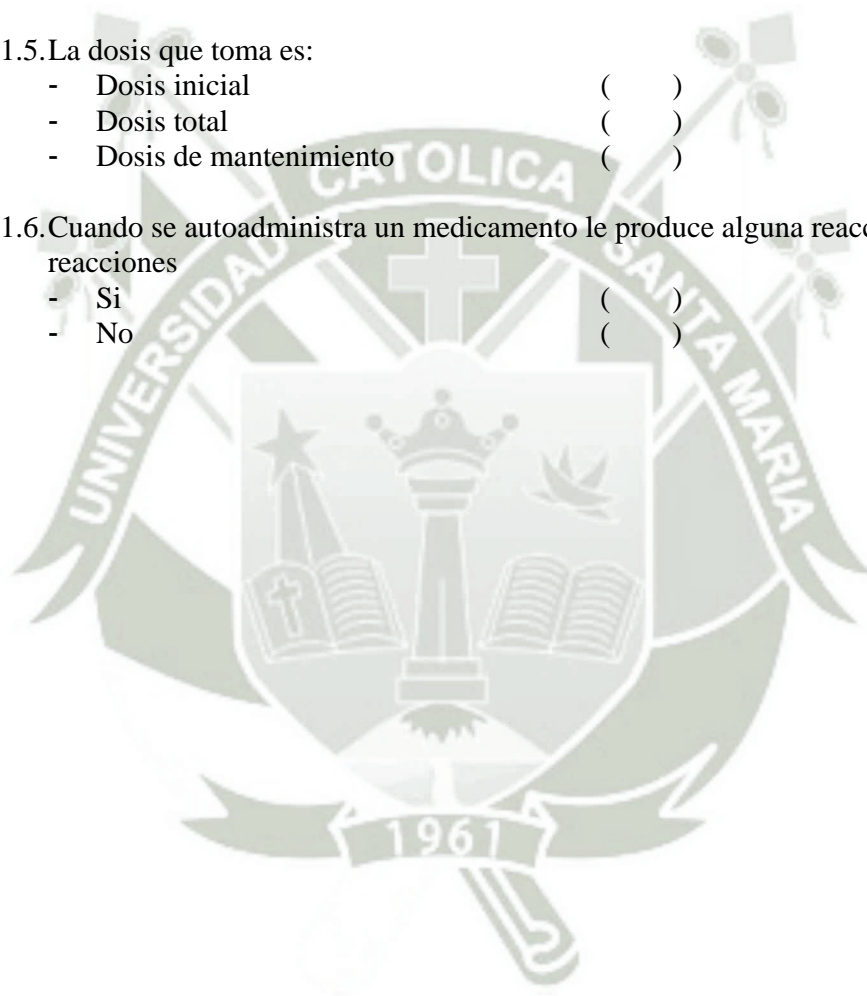 1.5.La dosis que toma es:
- Dosis inicial ( )
- Dosis total ( )
- Dosis de mantenimiento ( )
1.6.Cuando se autoadministra un medicamento le produce alguna
reacciones
- Si ( )
- No ( )
UNIVERSIDAD CATOLICA SANTA MARIA
1961